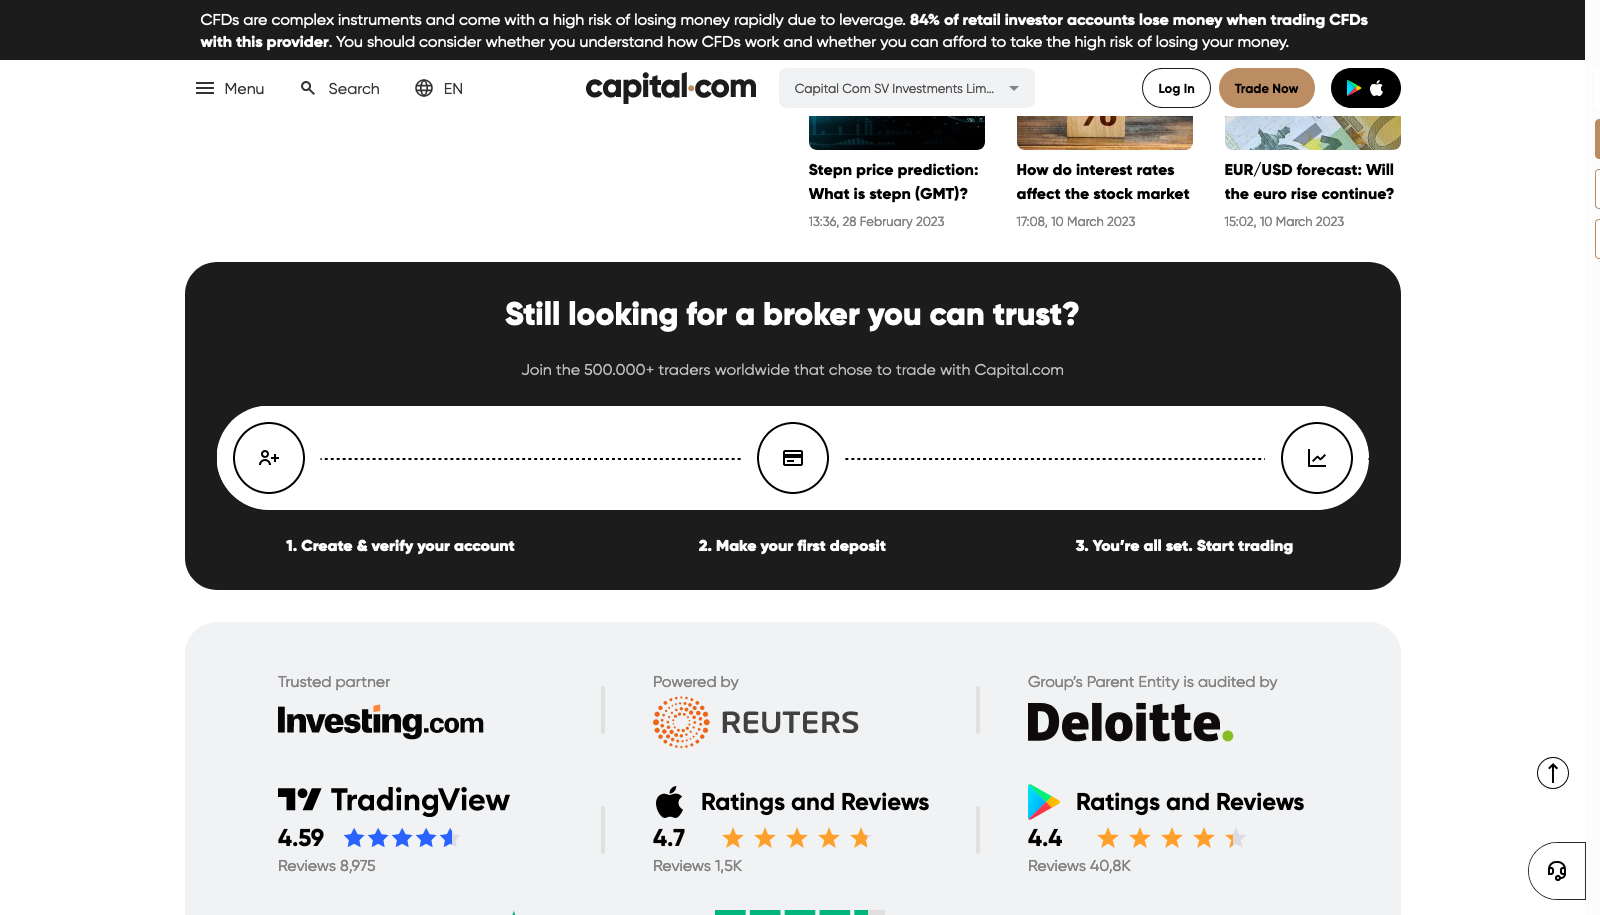 CFDs are complex instruments and come with a high risk of losing money rapidly due to leverage. 84% of retail investor accounts lose money when trading CFDs
with this provider. You should consider whether you understand how CFDs work and whether you can afford to take the high risk of losing your money.
Menu
Search
EN
capital.com
Capital Com SV Investments Lim...
Log In
Trade Now
Stepn price prediction:
What is stepn (GMT)?
13:36, 28 February 2023
How do interest rates
affect the stock market
17:08, 10 March 2023
EUR/USD forecast: Will
the euro rise continue?
15:02, 10 March 2023
Still looking for a broker you can trust?
Join the 500.000+ traders worldwide that chose to trade with Capital.com
1. Create & verify your account
2. Make your first deposit
3. You’re all set. Start trading
Trusted partner
Investing.com
Powered by
REUTERS
Group’s Parent Entity is audited by
Deloitte.
TradingView
4.59
Reviews 8,975
Ratings and Reviews
4.7
Reviews 1,5K
Ratings and Reviews
4.4
Reviews 40,8K